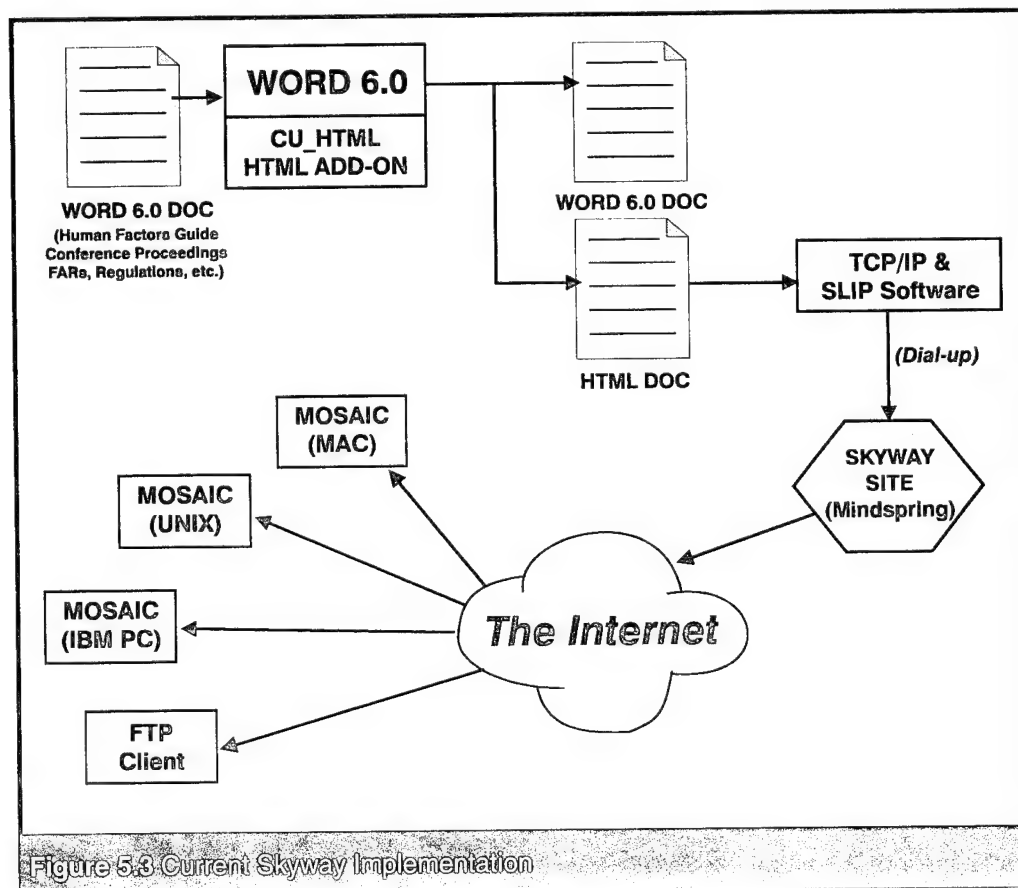 WORD 6.0
CU_HTML
HTML ADD-ON
WORD 6.0 DOC
(Human Factors Guide
Conference Proceedings
FARs, Regulations, etc.)
WORD 6.0 DOC
HTML DOC
TCP/IP &
SLIP Software
(Dial-up)
SKYWAY
SITE
(Mindspring)
The Internet
MOSAIC
(MAC)
MOSAIC
(UNIX)
MOSAIC
(IBM PC)
FTP
Client
Figure 5.3 Current Skyway Implementation